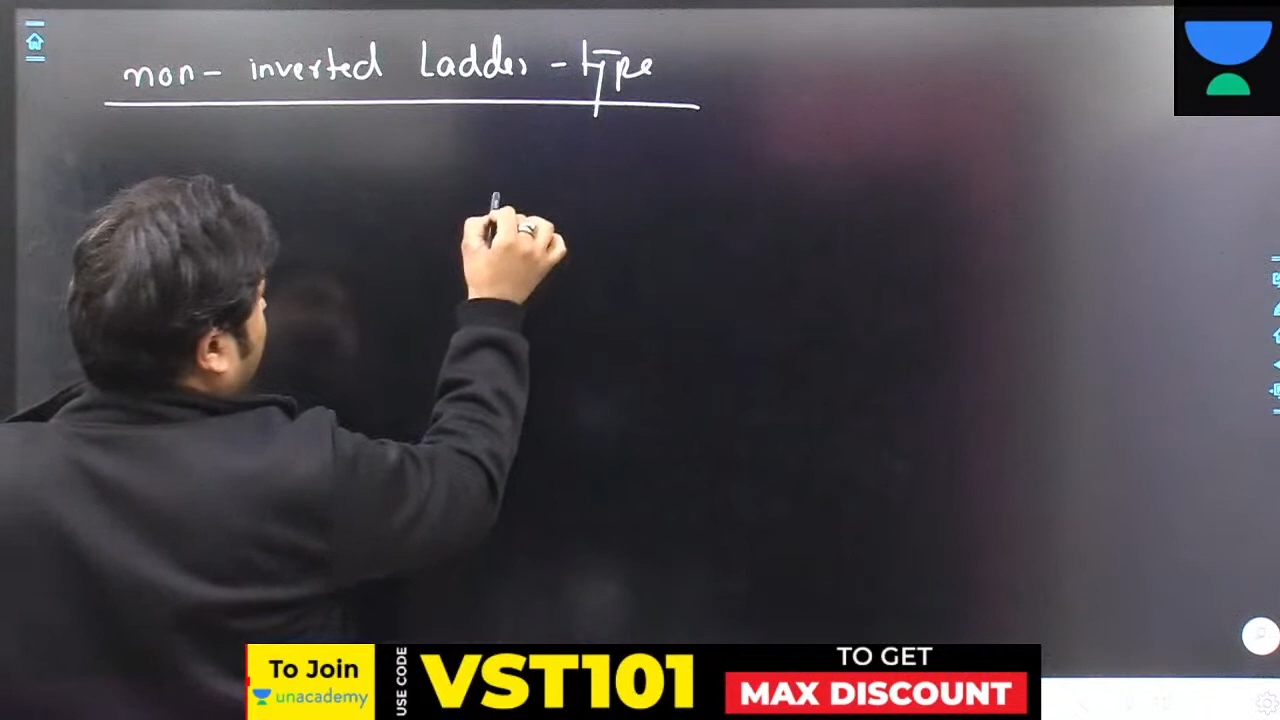 non- inverted Ladder - type
To Join
unacademy
USE CODE
VST101
TO GET
MAX DISCOUNT